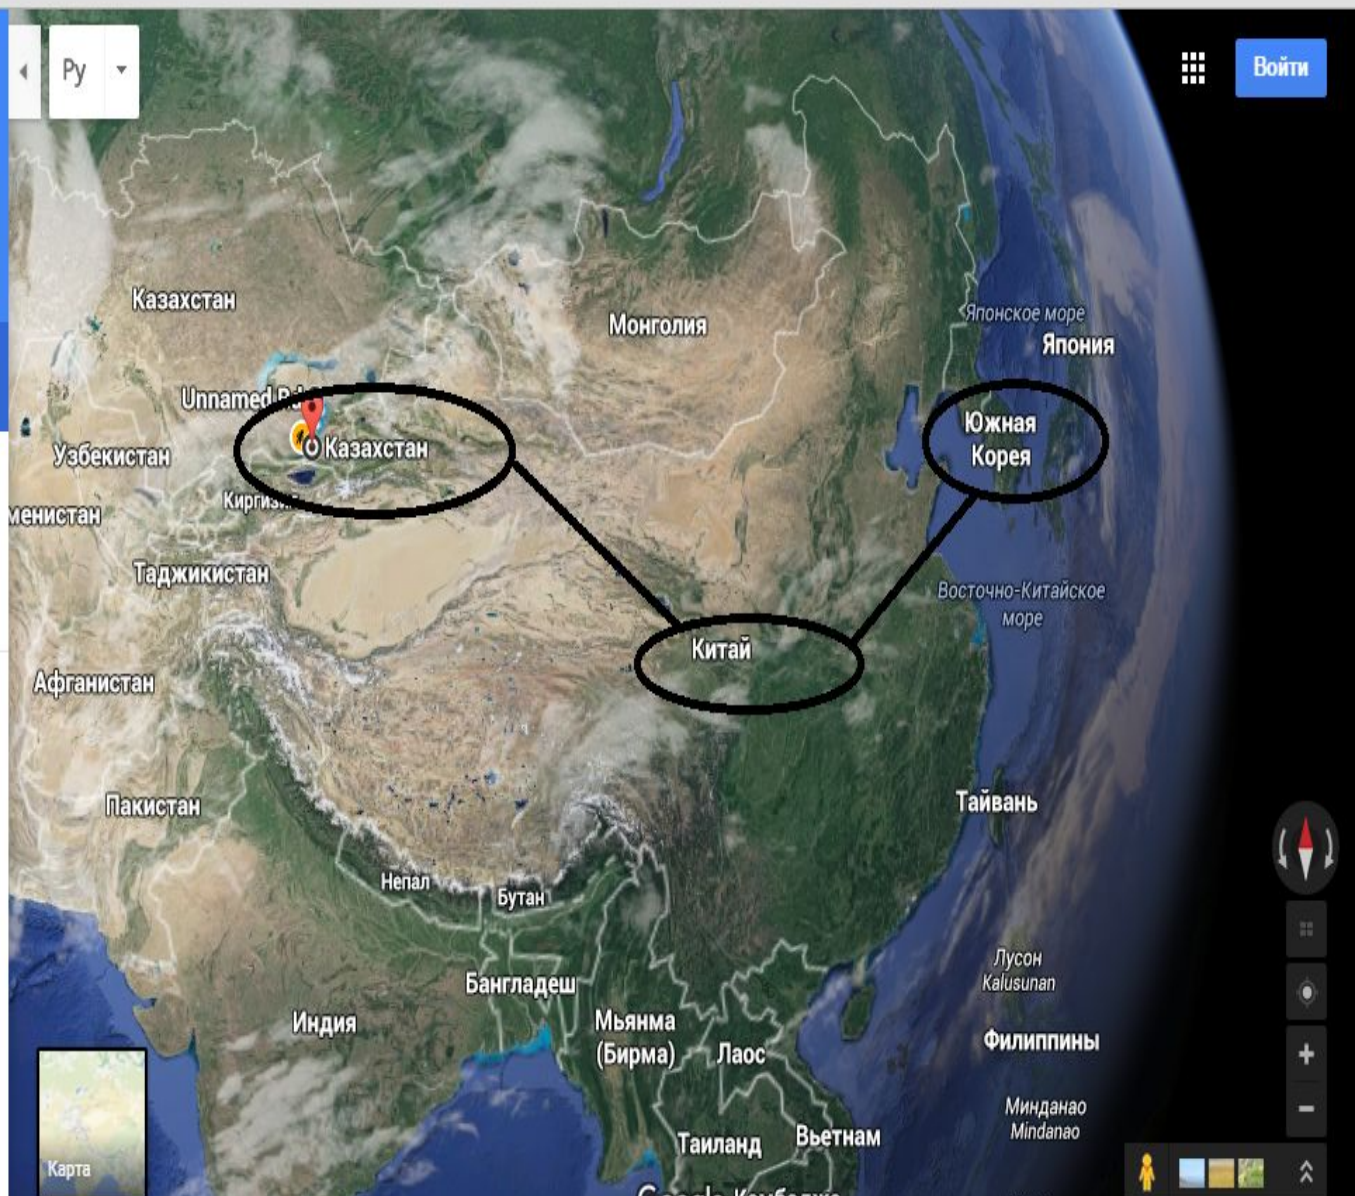 Ру
Войти
Казахстан
Монголия
Японское море
Япония
Unnamed Rd
Южная
Корея
Казахстан
Узбекистан
менистан
Таджикистан
Восточно-Китайское
море
Китай
Афганистан
Пакистан
Тайвань
Непал
Бутан
Лусон
Kalusunan
Бангладеш
Индия
Мьянма
(Бирма)
Лаос
Филиппины
Минданао
Mindanao
Таиланд
Вьетнам
Карта